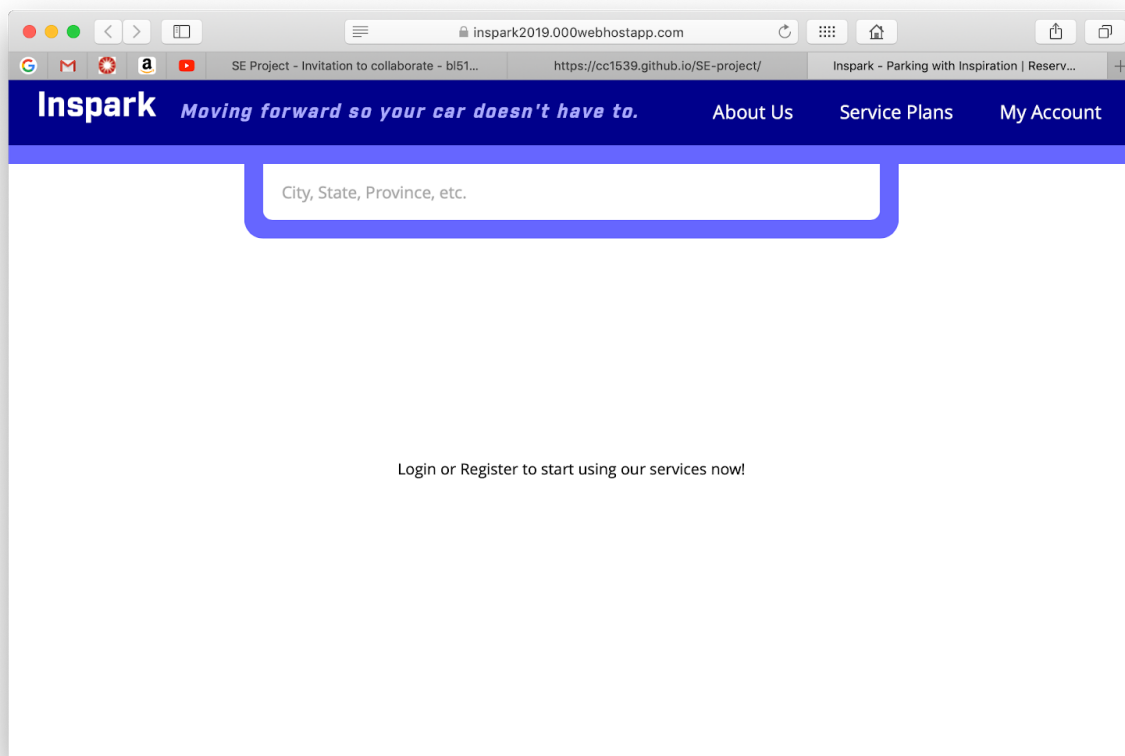 inspark2019.000webhostapp.com
SE Project - Invitation to collaborate - bl51...
https://cc1539.github.io/SE-project/
Inspark - Parking with Inspiration | Reserv...
Inspark Moving forward so your car doesn't have to. About Us Service Plans My Account
City, State, Province, etc.
Login or Register to start using our services now!